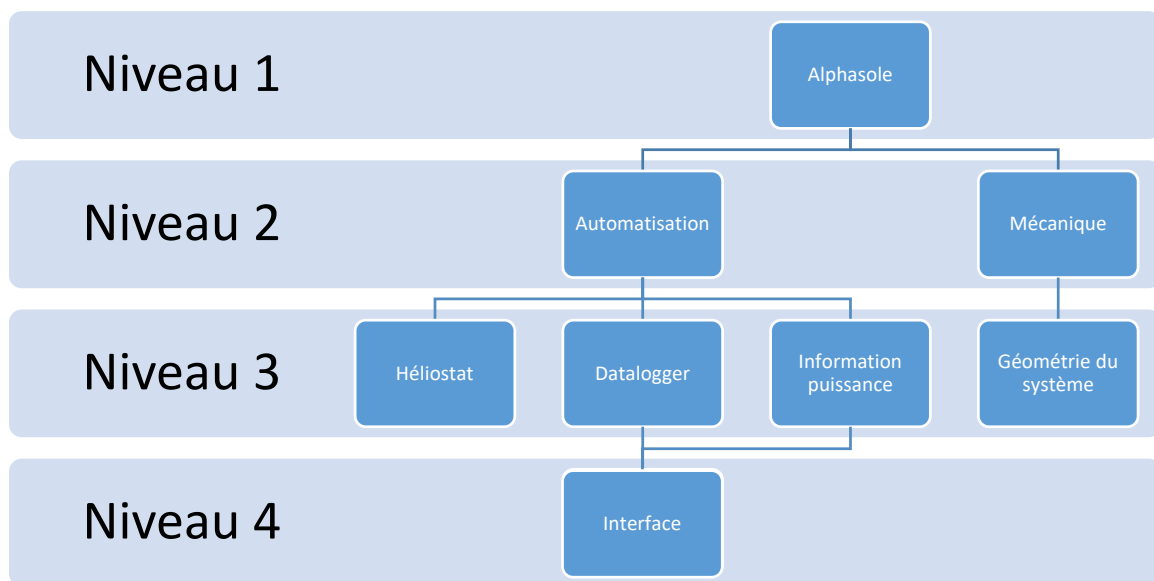 Niveau 1
Alphasole
Niveau 2
Automatisation
Mécanique
Niveau 3
Héliostat
Datalogger
Information
puissance
Géométrie du
système
Niveau 4
Interface